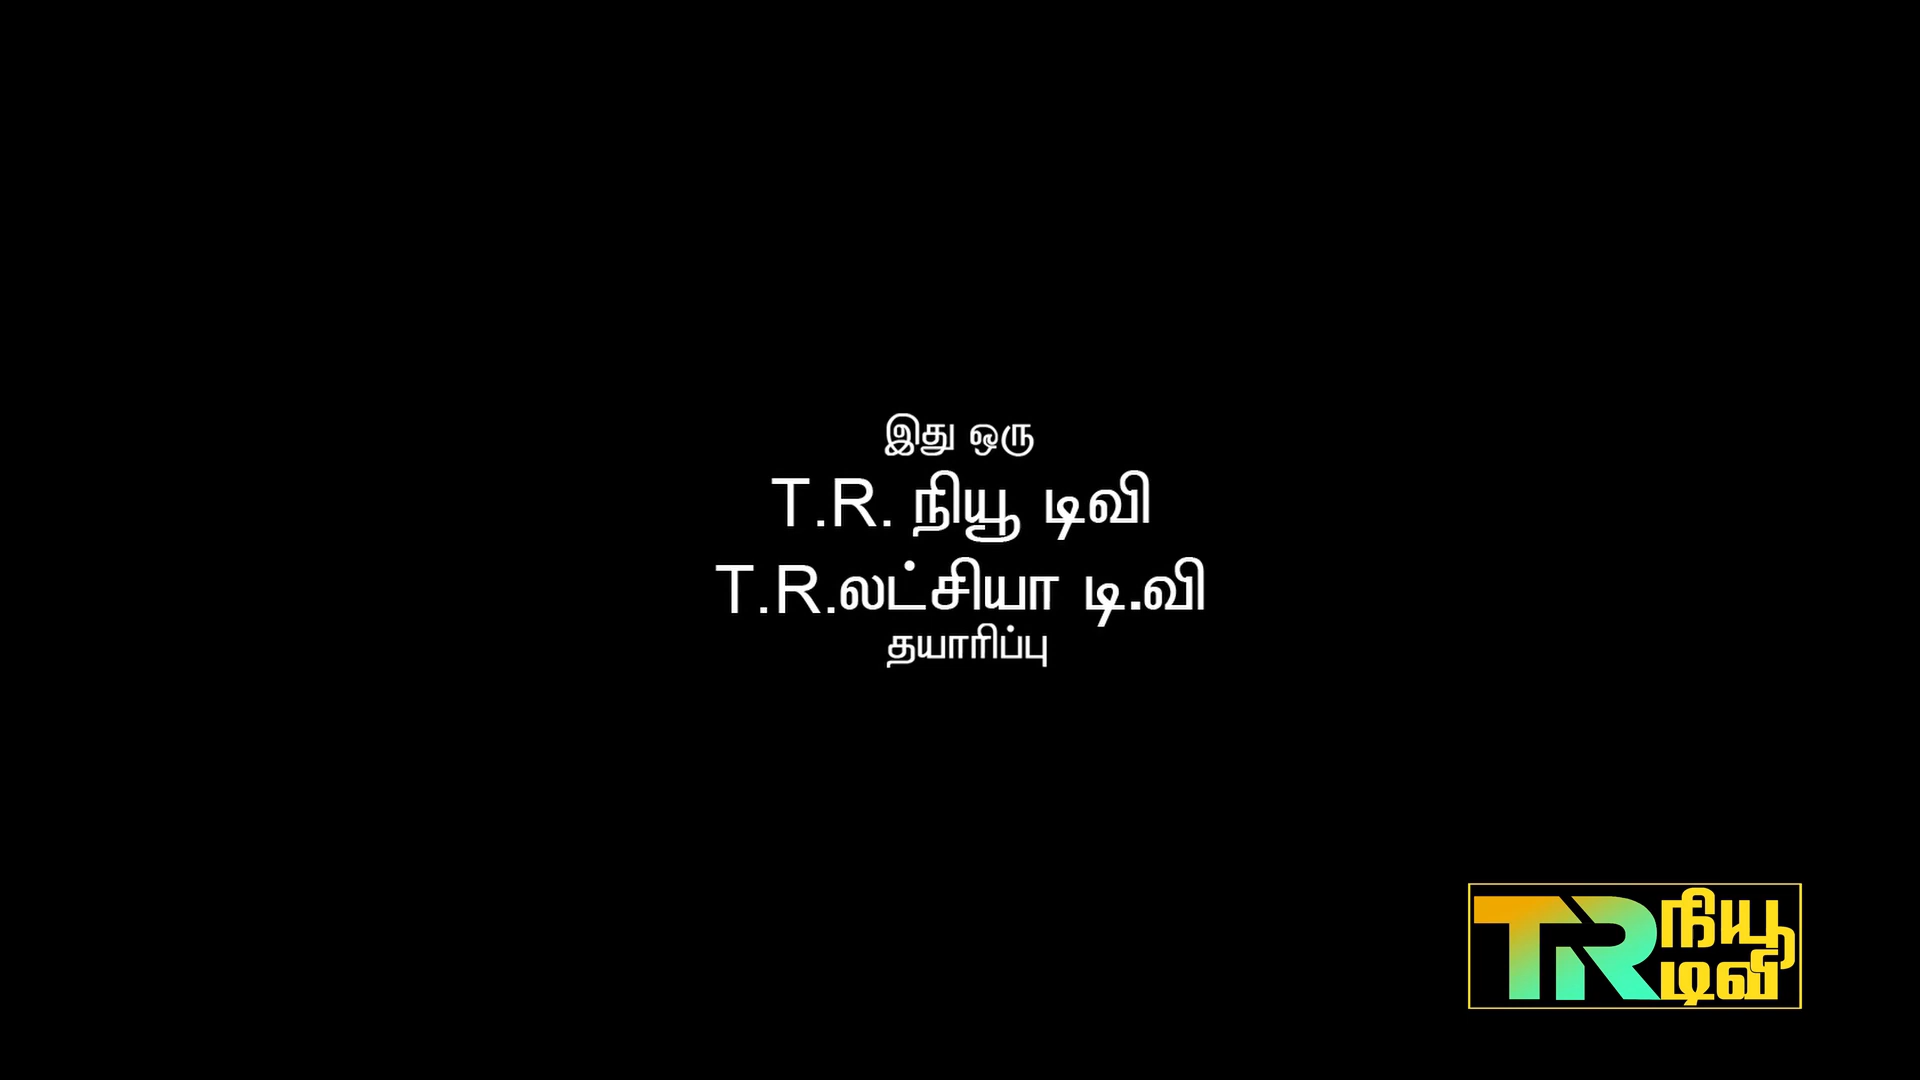 இது ஒரு
T.R. நியூ டிவி
T.R.லட்சியா டி.வி
தயாரிப்பு
TR நியூ
டிவி